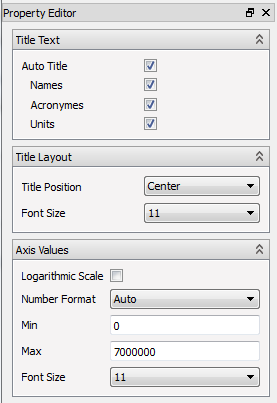 Property Editor
Title Text
Auto Title
Names
Acronymes
Units
Title Layout
Title Position Center
Font Size 11
Axis Values
Logarithmic Scale
Number Format Auto
Min 0
Max 7000000
Font Size 11